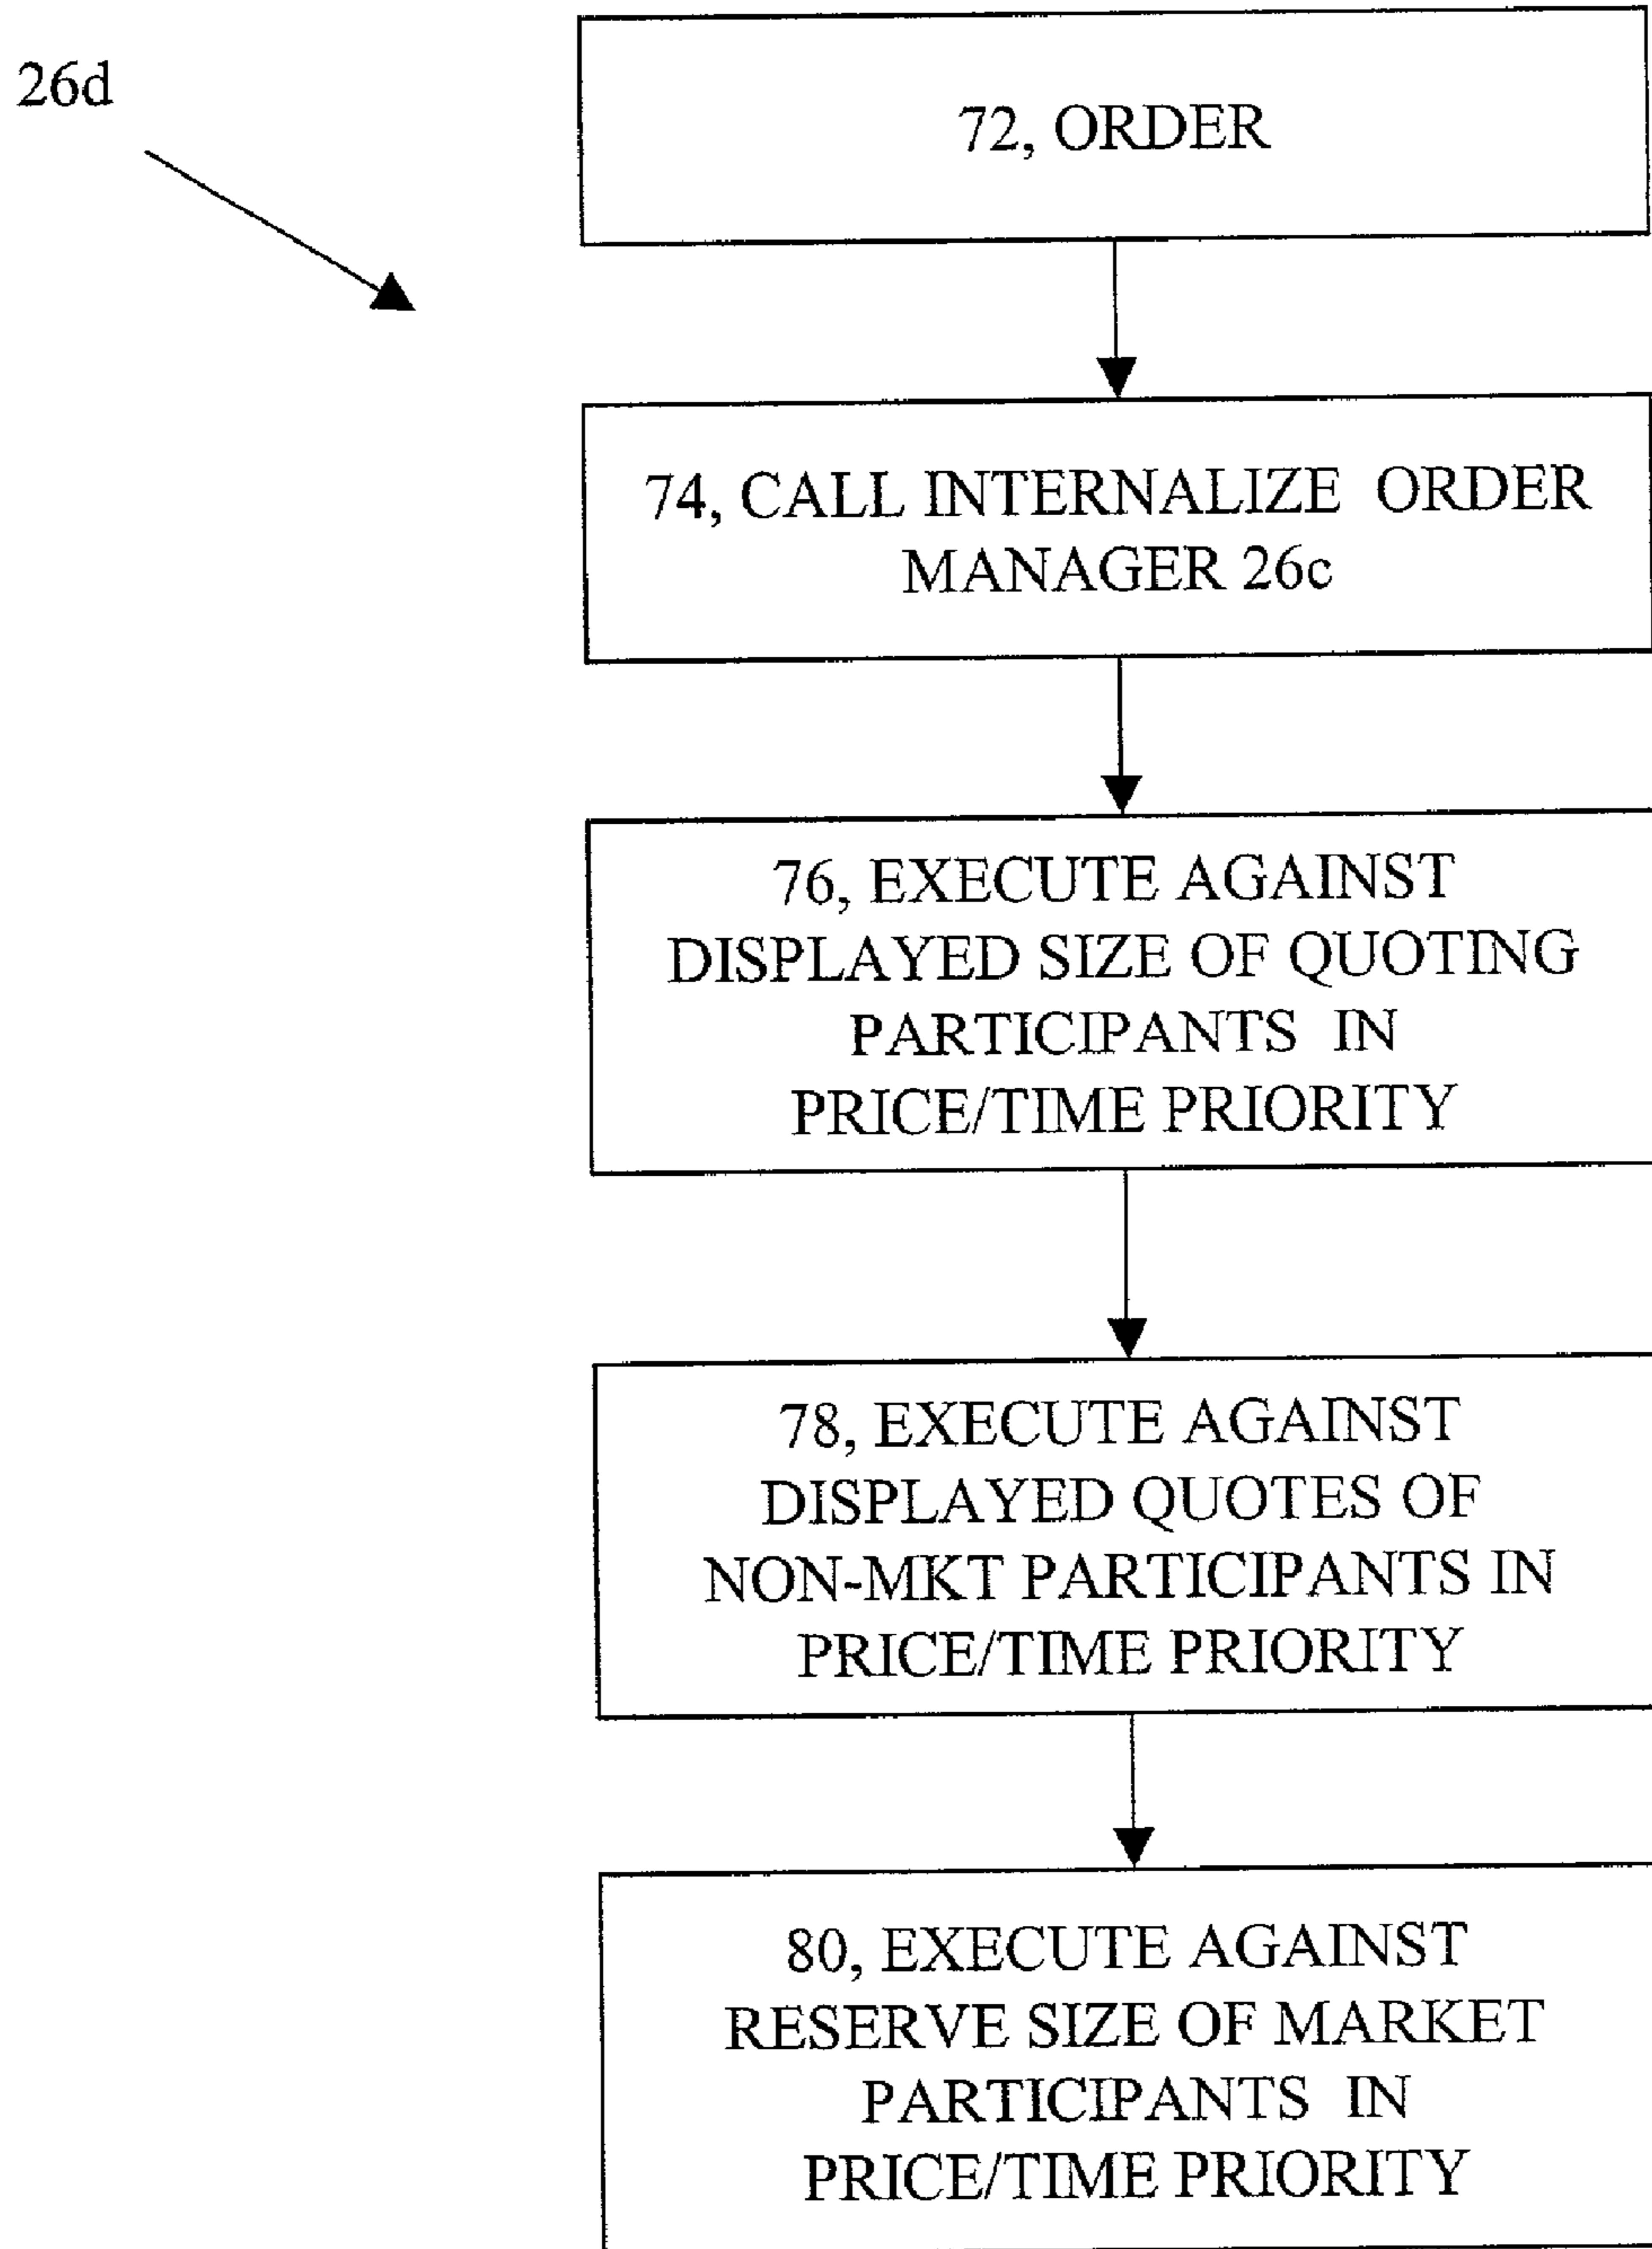 26d
72, ORDER
74, CALL INTERNALIZE ORDER
MANAGER 26c
76, EXECUTE AGAINST
DISPLAYED SIZE OF QUOTING
PARTICIPANTS IN
PRICE/TIME PRIORITY
78, EXECUTE AGAINST
DISPLAYED QUOTES OF
NON-MKT PARTICIPANTS IN
PRICE/TIME PRIORITY
80, EXECUTE AGAINST
RESERVE SIZE OF MARKET
PARTICIPANTS IN
PRICE/TIME PRIORITY